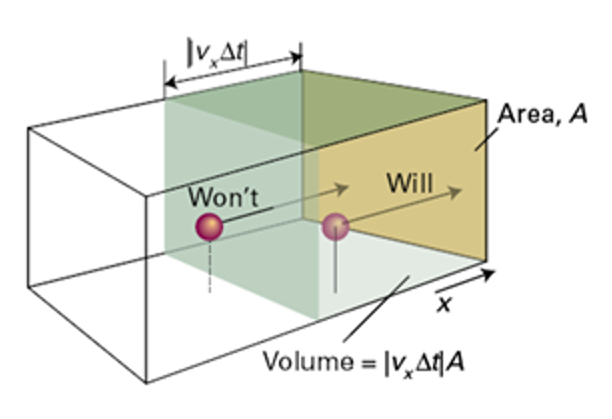 |vₓΔt|
Area, A
Won't
Will
x
Volume = |vₓΔt|A